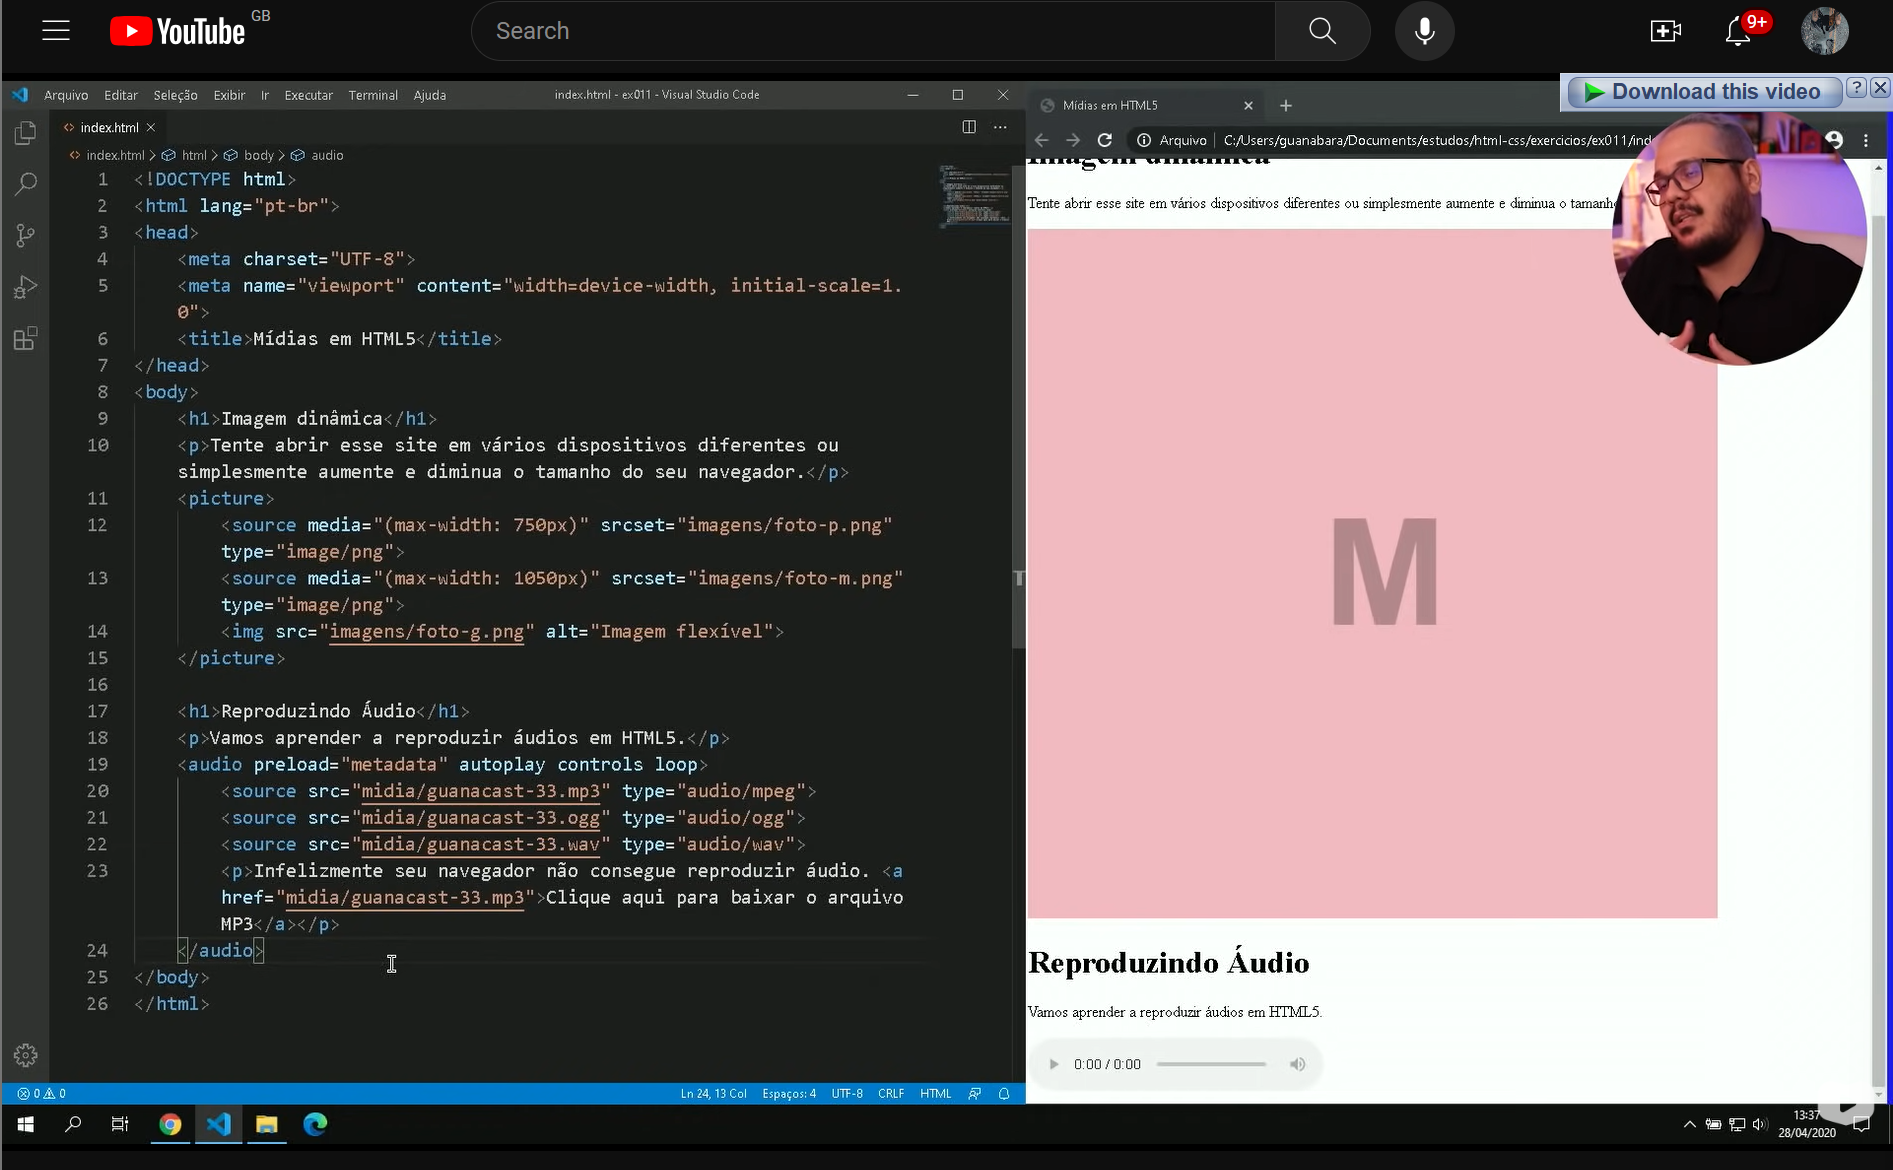 YouTube GB
Search
9+
Download this video ? X
Arquivo Editar Seleção Exibir Ir Executar Terminal Ajuda index.html - ex011 - Visual Studio Code
index.html
index.html > html > body > audio
1 <!DOCTYPE html>
2 <html lang="pt-br">
3 <head>
4 <meta charset="UTF-8">
5 <meta name="viewport" content="width=device-width, initial-scale=1.
0">
6 <title>Mídias em HTML5</title>
7 </head>
8 <body>
9 <h1>Imagem dinâmica</h1>
10 <p>Tente abrir esse site em vários dispositivos diferentes ou
simplesmente aumente e diminua o tamanho do seu navegador.</p>
11 <picture>
12 <source media="(max-width: 750px)" srcset="imagens/foto-p.png"
type="image/png">
13 <source media="(max-width: 1050px)" srcset="imagens/foto-m.png"
type="image/png">
14 <img src="imagens/foto-g.png" alt="Imagem flexível">
15 </picture>
16
17 <h1>Reproduzindo Áudio</h1>
18 <p>Vamos aprender a reproduzir áudios em HTML5.</p>
19 <audio preload="metadata" autoplay controls loop>
20 <source src="midia/guanacast-33.mp3" type="audio/mpeg">
21 <source src="midia/guanacast-33.ogg" type="audio/ogg">
22 <source src="midia/guanacast-33.wav" type="audio/wav">
23 <p>Infelizmente seu navegador não consegue reproduzir áudio. <a
href="midia/guanacast-33.mp3">Clique aqui para baixar o arquivo
MP3</a></p>
24 </audio>
25 </body>
26 </html>
0 0 Ln 24, 13 Col Espaços: 4 UTF-8 CRLF HTML
Mídias em HTML5
Arquivo C:/Users/guanabara/Documents/estudos/html-css/exercicios/ex011/ind
Imagem dinâmica
Tente abrir esse site em vários dispositivos diferentes ou simplesmente aumente e diminua o tamanho
M
Reproduzindo Áudio
Vamos aprender a reproduzir áudios em HTML5.
0:00 / 0:00
13:37
28/04/2020